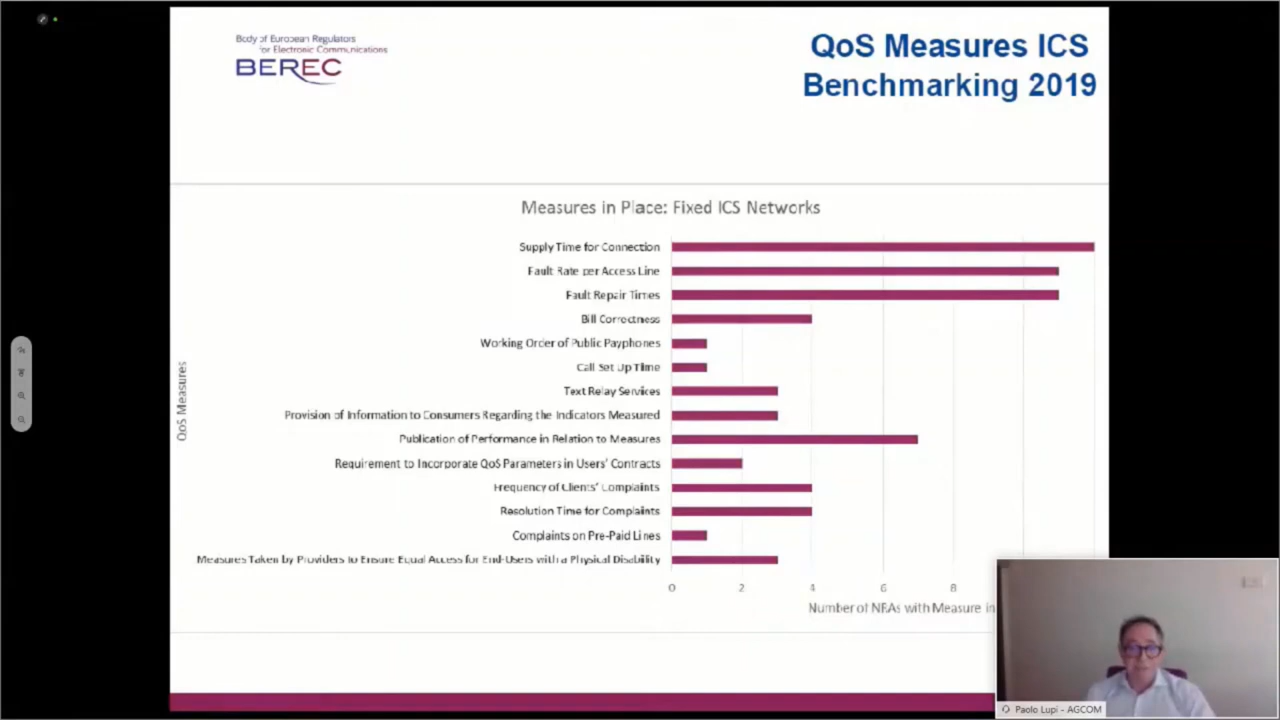 Body of European Regulators
for Electronic Communications
BEREC
QoS Measures ICS
Benchmarking 2019
Measures in Place: Fixed ICS Networks
QoS Measures
Supply Time for Connection
Fault Rate per Access Line
Fault Repair Times
Bill Correctness
Working Order of Public Payphones
Call Set Up Time
Text Relay Services
Provision of Information to Consumers Regarding the Indicators Measured
Publication of Performance in Relation to Measures
Requirement to Incorporate QoS Parameters in Users' Contracts
Frequency of Clients' Complaints
Resolution Time for Complaints
Complaints on Pre-Paid Lines
Measures Taken by Providers to Ensure Equal Access for End-Users with a Physical Disability
0 2 4 6 8
Number of NRAs with Measure in
Paolo Lupi - AGCOM